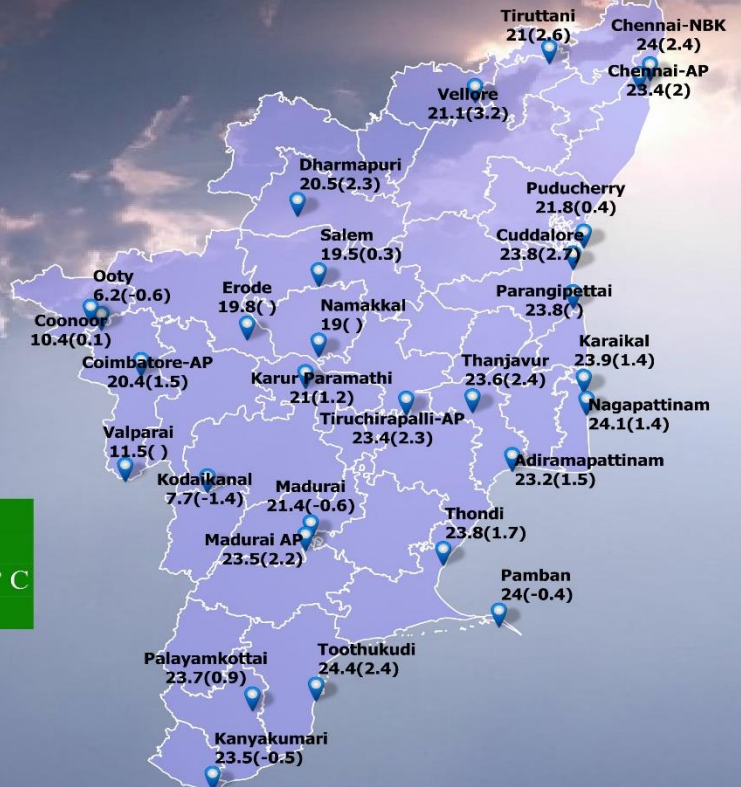 Tiruttani
21(2.6)
Chennai-NBK
24(2.4)
Chennai-AP
23.4(2)
Vellore
21.1(3.2)
Dharmapuri
20.5(2.3)
Puducherry
21.8(0.4)
Salem
19.5(0.3)
Cuddalore
23.8(2.7)
Ooty
6.2(-0.6)
Erode
19.8( )
Namakkal
19( )
Parangipettai
23.8( )
Coonoor
10.4(0.1)
Karaikal
23.9(1.4)
Coimbatore-AP
20.4(1.5)
Karur Paramathi
21(1.2)
Thanjavur
23.6(2.4)
Nagapattinam
24.1(1.4)
Tiruchirapalli-AP
23.4(2.3)
Valparai
11.5( )
Adiramapattinam
23.2(1.5)
Kodaikanal
7.7(-1.4)
Madurai
21.4(-0.6)
Thondi
23.8(1.7)
Madurai AP
23.5(2.2)
° C
Pamban
24(-0.4)
Palayamkottai
23.7(0.9)
Toothukudi
24.4(2.4)
Kanyakumari
23.5(-0.5)